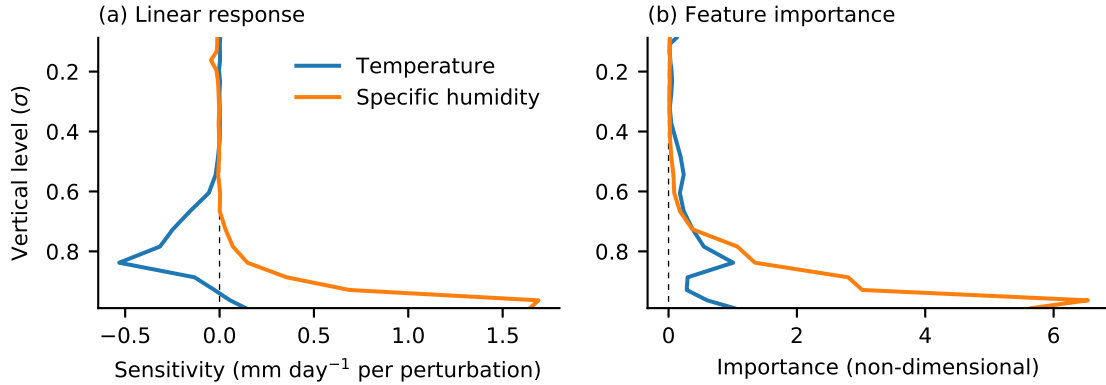 (a) Linear response
(b) Feature importance
Temperature
Specific humidity
Vertical level (σ)
0.2
0.4
0.6
0.8
−0.5 0.0 0.5 1.0 1.5
Sensitivity (mm day⁻¹ per perturbation)
0.2
0.4
0.6
0.8
0 2 4 6
Importance (non-dimensional)